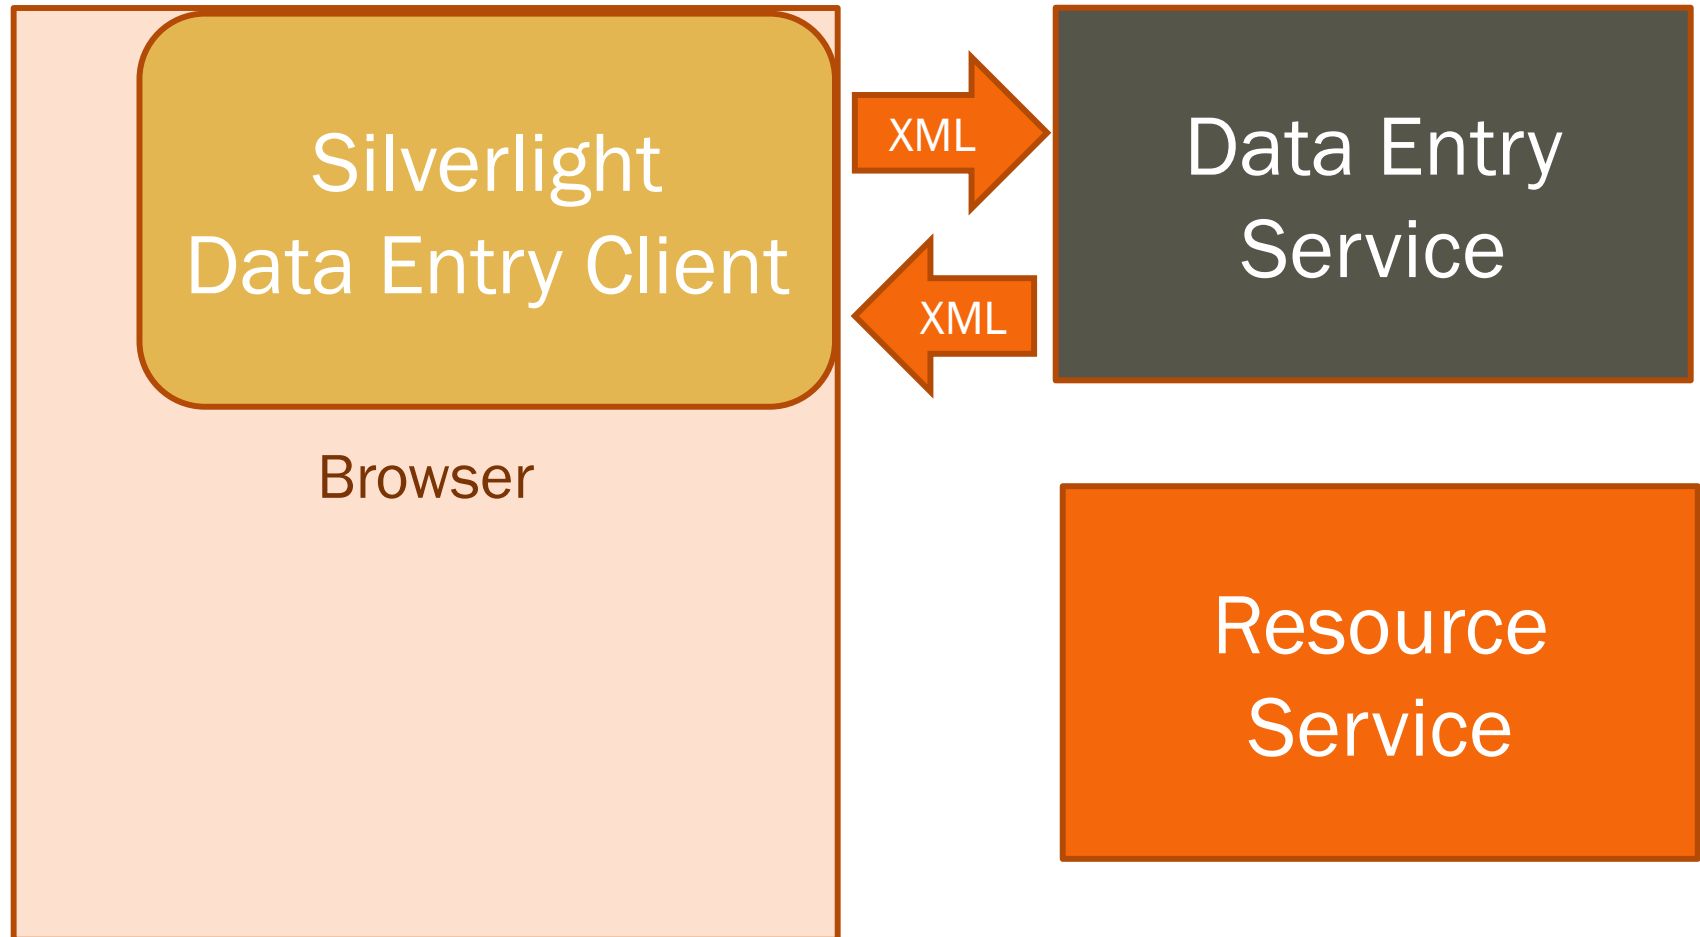 Silverlight
Data Entry Client
XML
Data Entry
Service
XML
Browser
Resource
Service